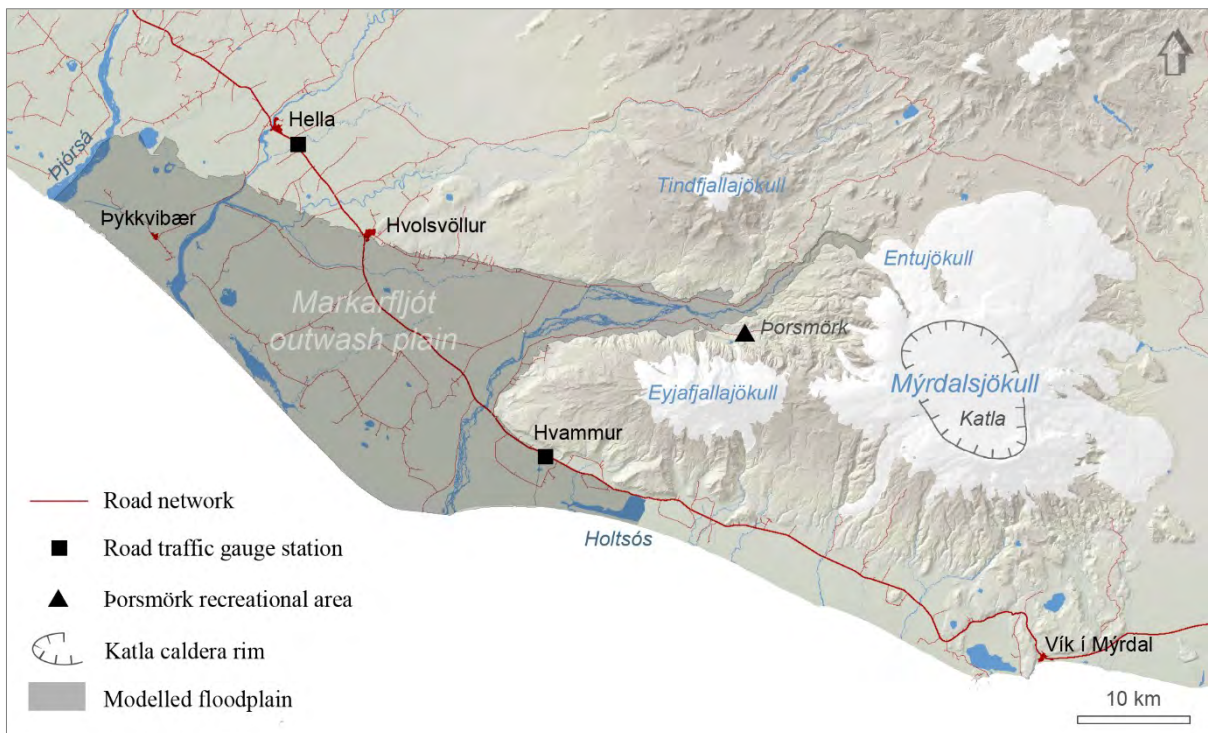 Hella
Þjórsá
Tindfjallajökull
Þykkvibær
Hvolsvöllur
Entujökull
Markarfljót
outwash plain
Þorsmörk
Eyjafjallajökull
Mýrdalsjökull
Katla
Hvammur
Road network
Holtsós
Road traffic gauge station
Þorsmörk recreational area
Katla caldera rim
Vík í Mýrdal
Modelled floodplain
10 km